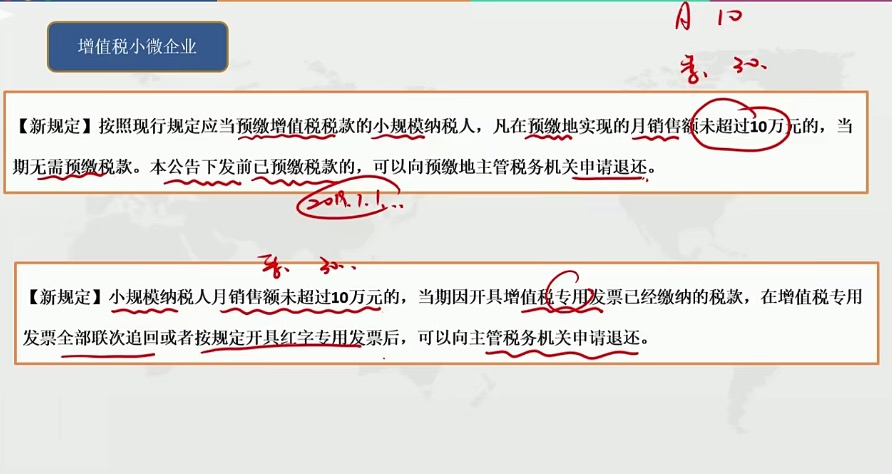 月 10
季、30.
增值税小微企业
【新规定】按照现行规定应当预缴增值税税款的小规模纳税人，凡在预缴地实现的月销售额未超过10万元的，当
期无需预缴税款。本公告下发前已预缴税款的，可以向预缴地主管税务机关申请退还。
2019.1.1...
季、30..
【新规定】小规模纳税人月销售额未超过10万元的，当期因开具增值税专用发票已经缴纳的税款，在增值税专用
发票全部联次追回或者按规定开具红字专用发票后，可以向主管税务机关申请退还。